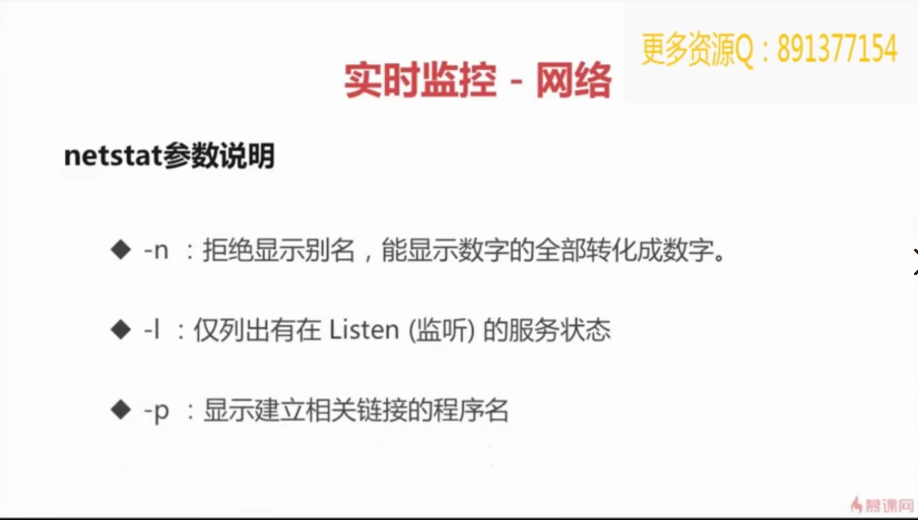 更多资源Q：891377154
实时监控 - 网络
netstat参数说明
◆ -n ：拒绝显示别名，能显示数字的全部转化成数字。
◆ -l ：仅列出有在 Listen (监听) 的服务状态
◆ -p ：显示建立相关链接的程序名
慕课网